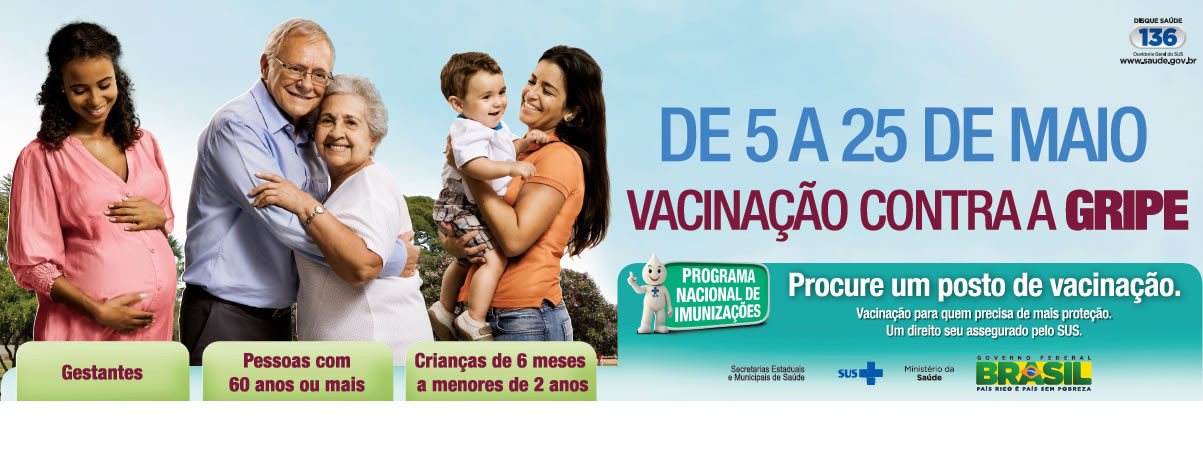 DISQUE SAÚDE
136
Ouvidoria Geral do SUS
www.saude.gov.br
DE 5 A 25 DE MAIO
VACINAÇÃO CONTRA A GRIPE
PROGRAMA
NACIONAL DE
IMUNIZAÇÕES
Procure um posto de vacinação.
Vacinação para quem precisa de mais proteção.
Um direito seu assegurado pelo SUS.
Gestantes
Pessoas com
60 anos ou mais
Crianças de 6 meses
a menores de 2 anos
Secretarias Estaduais
e Municipais de Saúde
SUS
Ministério da
Saúde
GOVERNO FEDERAL
BRASIL
PAÍS RICO É PAÍS SEM POBREZA